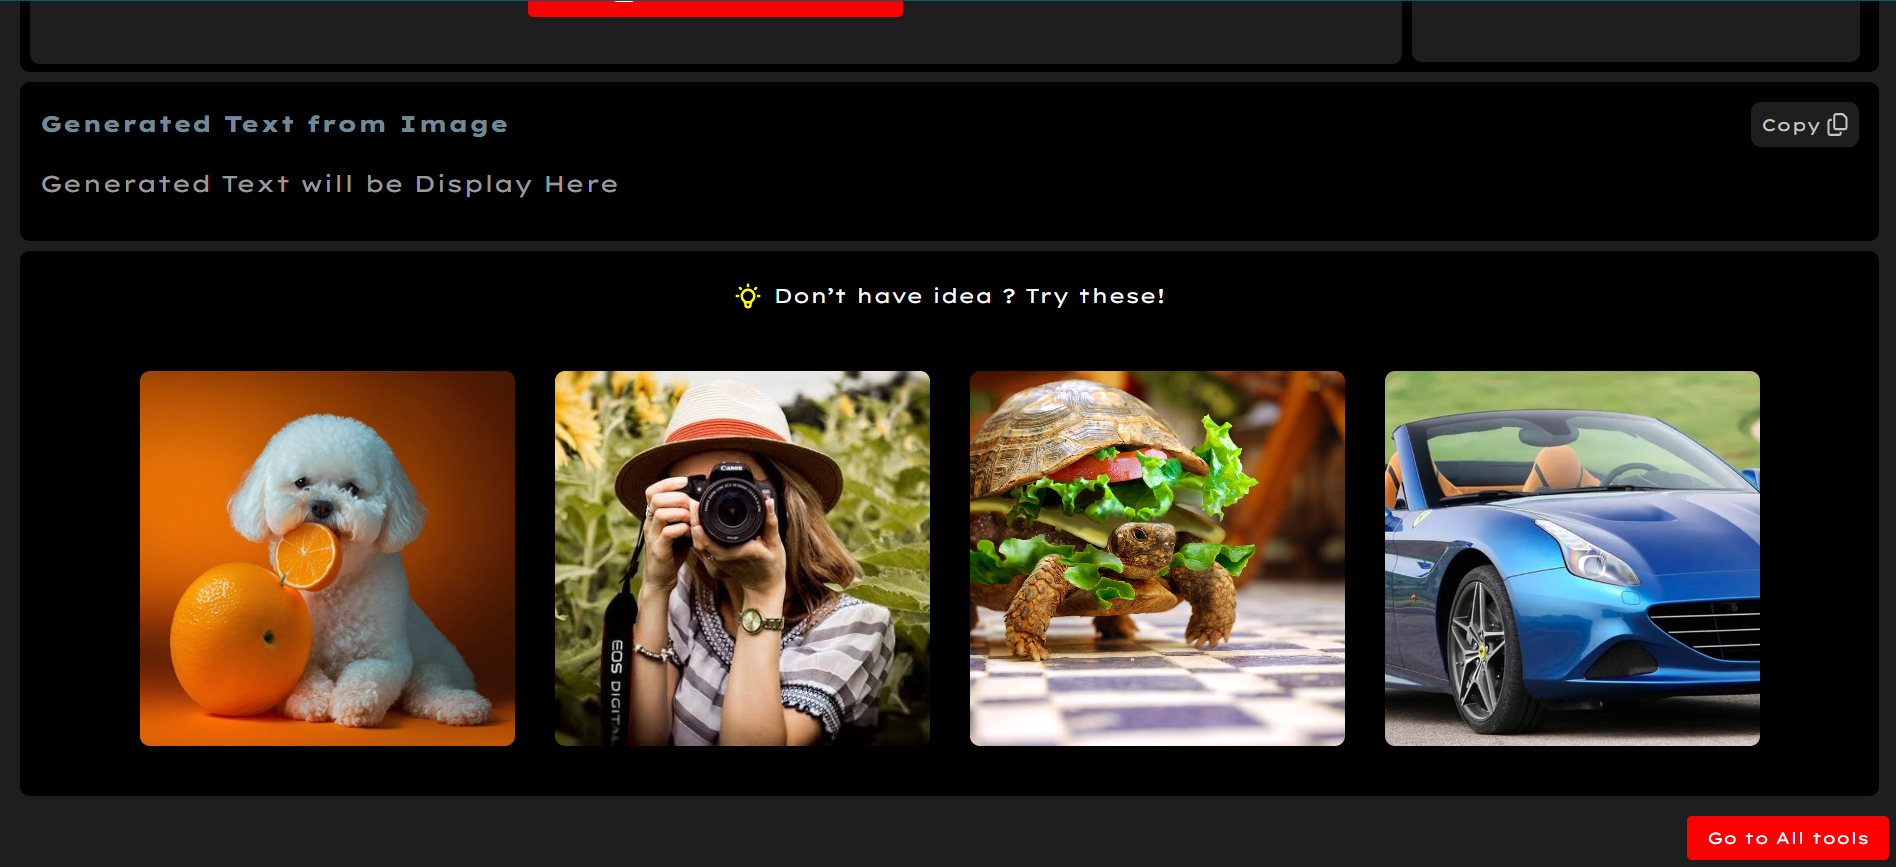 Generated Text from Image
Copy
Generated Text will be Display Here
Don't have idea ? Try these!
Canon
EOS DIGITA
Go to All tools